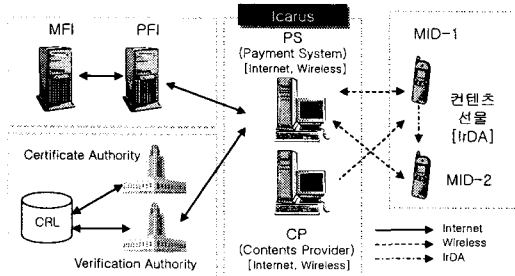 Icarus
MFI
PFI
PS
(Payment System)
[Internet, Wireless]
MID-1
컨텐츠
선물
[IrDA]
MID-2
Certificate Authority
CRL
Verification Authority
CP
(Contents Provider)
[Internet, Wireless]
Internet
Wireless
IrDA